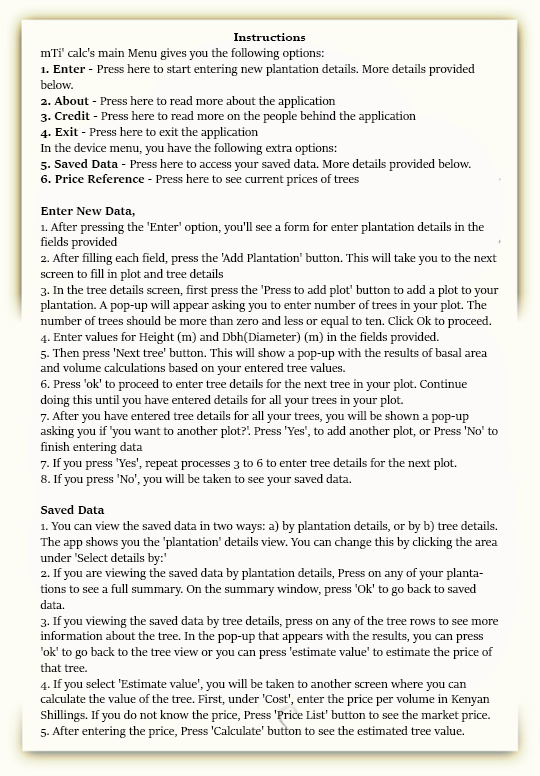 Instructions
mTi' calc's main Menu gives you the following options:
1. Enter - Press here to start entering new plantation details. More details provided
below.
2. About - Press here to read more about the application
3. Credit - Press here to read more on the people behind the application
4. Exit - Press here to exit the application
In the device menu, you have the following extra options:
5. Saved Data - Press here to access your saved data. More details provided below.
6. Price Reference - Press here to see current prices of trees
Enter New Data,
1. After pressing the 'Enter' option, you'll see a form for enter plantation details in the
fields provided
2. After filling each field, press the 'Add Plantation' button. This will take you to the next
screen to fill in plot and tree details
3. In the tree details screen, first press the 'Press to add plot' button to add a plot to your
plantation. A pop-up will appear asking you to enter number of trees in your plot. The
number of trees should be more than zero and less or equal to ten. Click Ok to proceed.
4. Enter values for Height (m) and Dbh(Diameter) (m) in the fields provided.
5. Then press 'Next tree' button. This will show a pop-up with the results of basal area
and volume calculations based on your entered tree values.
6. Press 'ok' to proceed to enter tree details for the next tree in your plot. Continue
doing this until you have entered details for all your trees in your plot.
7. After you have entered tree details for all your trees, you will be shown a pop-up
asking you if 'you want to another plot?'. Press 'Yes', to add another plot, or Press 'No' to
finish entering data
7. If you press 'Yes', repeat processes 3 to 6 to enter tree details for the next plot.
8. If you press 'No', you will be taken to see your saved data.
Saved Data
1. You can view the saved data in two ways: a) by plantation details, or by b) tree details.
The app shows you the 'plantation' details view. You can change this by clicking the area
under 'Select details by:'
2. If you are viewing the saved data by plantation details, Press on any of your planta-
tions to see a full summary. On the summary window, press 'Ok' to go back to saved
data.
3. If you viewing the saved data by tree details, press on any of the tree rows to see more
information about the tree. In the pop-up that appears with the results, you can press
'ok' to go back to the tree view or you can press 'estimate value' to estimate the price of
that tree.
4. If you select 'Estimate value', you will be taken to another screen where you can
calculate the value of the tree. First, under 'Cost', enter the price per volume in Kenyan
Shillings. If you do not know the price, Press 'Price List' button to see the market price.
5. After entering the price, Press 'Calculate' button to see the estimated tree value.